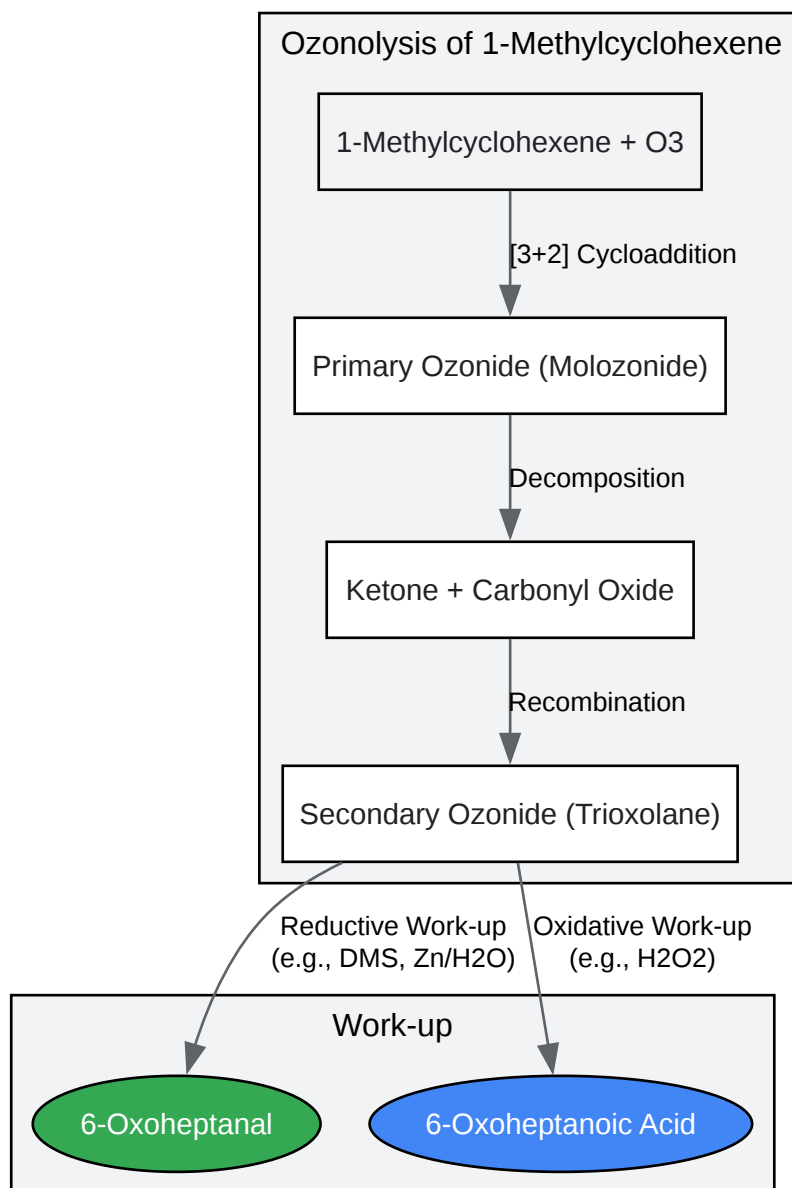 Ozonolysis of 1-Methylcyclohexene
1-Methylcyclohexene + O3
[3+2] Cycloaddition
Primary Ozonide (Molozonide)
Decomposition
Ketone + Carbonyl Oxide
Recombination
Secondary Ozonide (Trioxolane)
Reductive Work-up
(e.g., DMS, Zn/H2O)
Oxidative Work-up
(e.g., H2O2)
Work-up
6-Oxoheptanal
6-Oxoheptanoic Acid